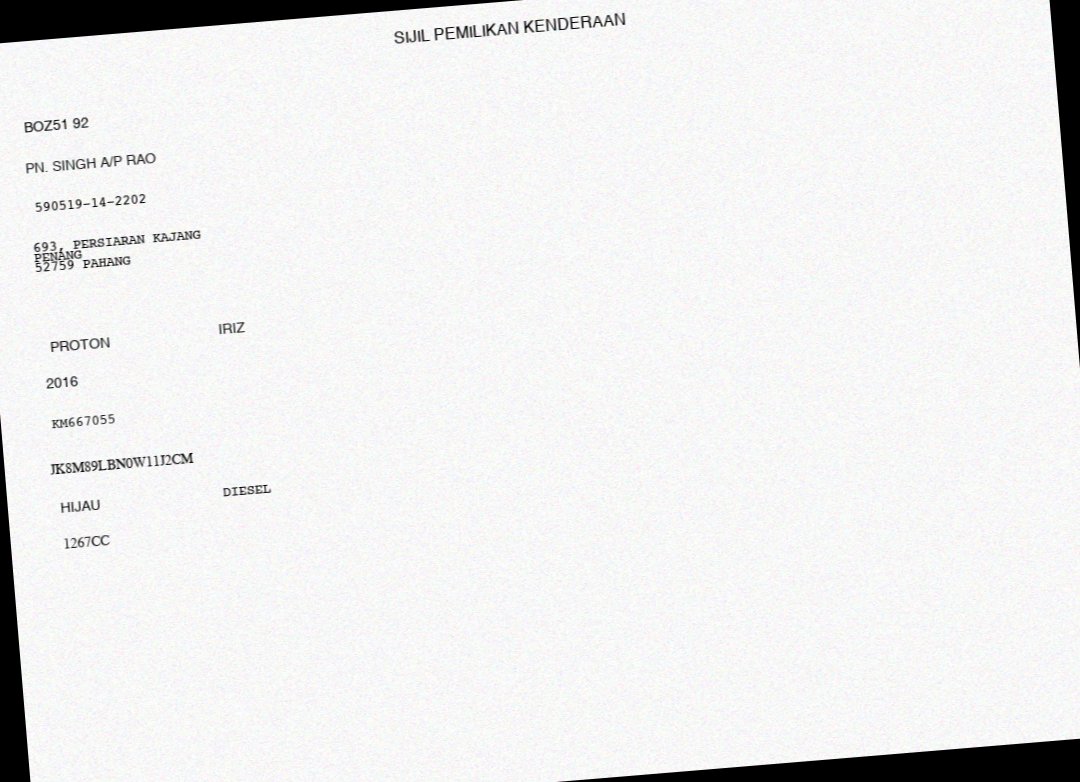 SIJIL PEMILIKAN KENDERAAN
BOZ51 92
PN. SINGH A/P RAO
590519-14-2202
693, PERSIARAN KAJANG
PENANG
52759 PAHANG
PROTON IRIZ
2016
KM667055
JK8M89LBN0W11J2CM
HIJAU DIESEL
1267CC